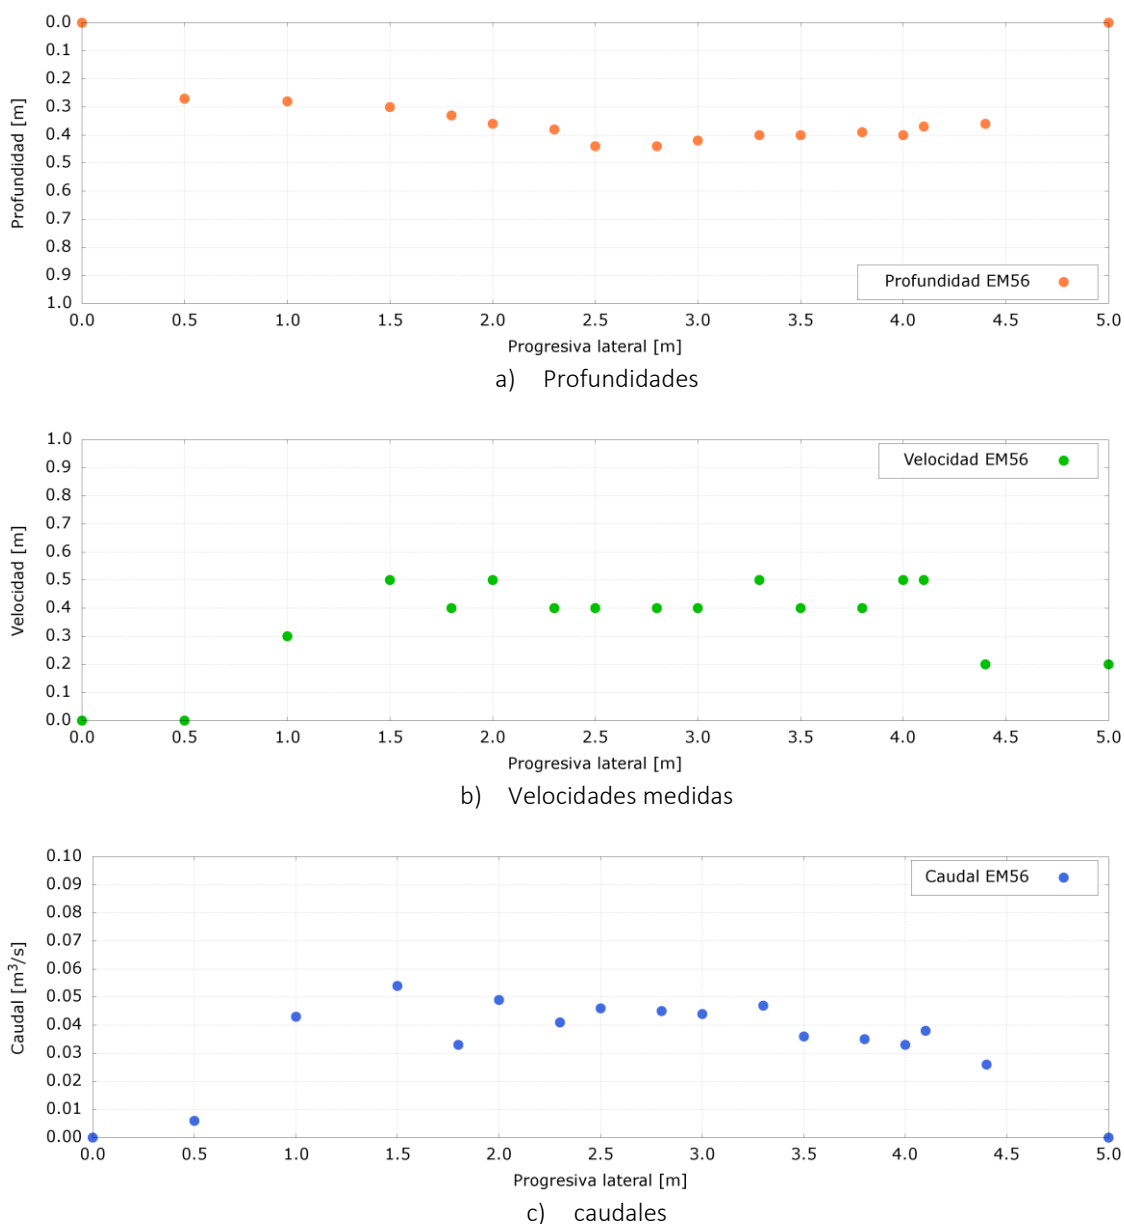 0.0
0.1
0.2
0.3
0.4
0.5
0.6
0.7
0.8
0.9
1.0
Profundidad [m]
Profundidad EM56
0.0 0.5 1.0 1.5 2.0 2.5 3.0 3.5 4.0 4.5 5.0
Progresiva lateral [m]
a) Profundidades
1.0
0.9
0.8
0.7
0.6
0.5
0.4
0.3
0.2
0.1
0.0
Velocidad [m]
Velocidad EM56
0.0 0.5 1.0 1.5 2.0 2.5 3.0 3.5 4.0 4.5 5.0
Progresiva lateral [m]
b) Velocidades medidas
0.10
0.09
0.08
0.07
0.06
0.05
0.04
0.03
0.02
0.01
0.00
Caudal [m³/s]
Caudal EM56
0.0 0.5 1.0 1.5 2.0 2.5 3.0 3.5 4.0 4.5 5.0
Progresiva lateral [m]
c) caudales